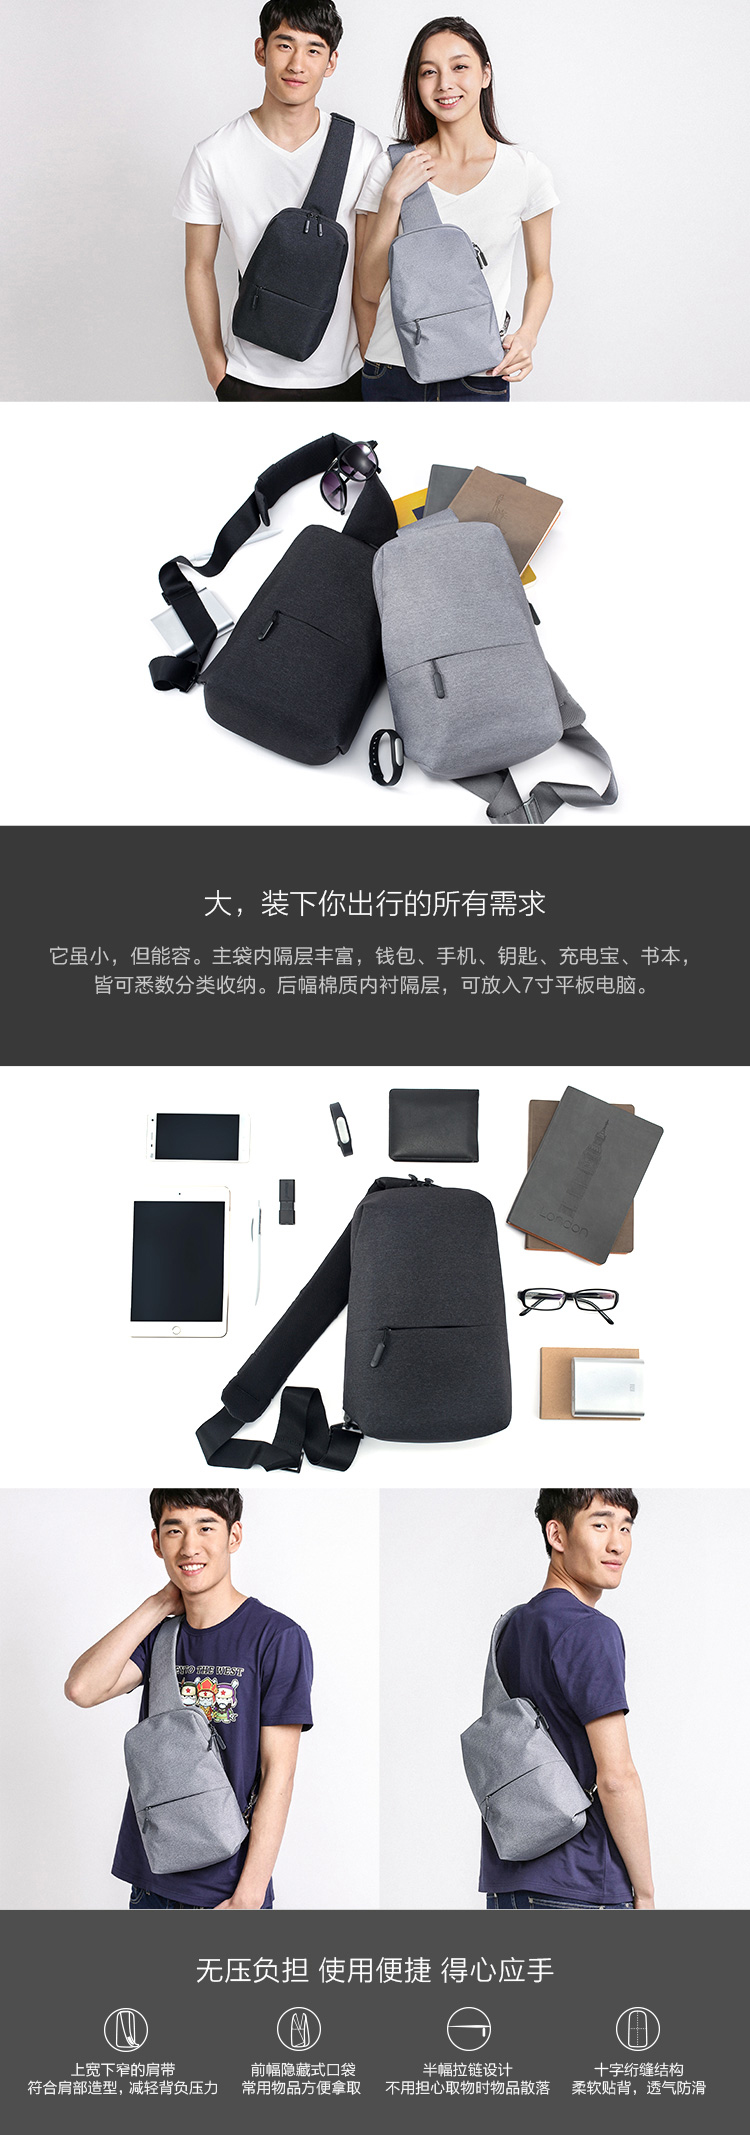 大，装下你出行的所有需求
它虽小，但能容。主袋内隔层丰富，钱包、手机、钥匙、充电宝、书本，
皆可悉数分类收纳。后幅棉质内衬隔层，可放入7寸平板电脑。
LONDON
TO THE WEST
无压负担 使用便捷 得心应手
上宽下窄的肩带
符合肩部造型，减轻背负压力
前幅隐藏式口袋
常用物品方便拿取
半幅拉链设计
不用担心取物时物品散落
十字绗缝结构
柔软贴背，透气防滑